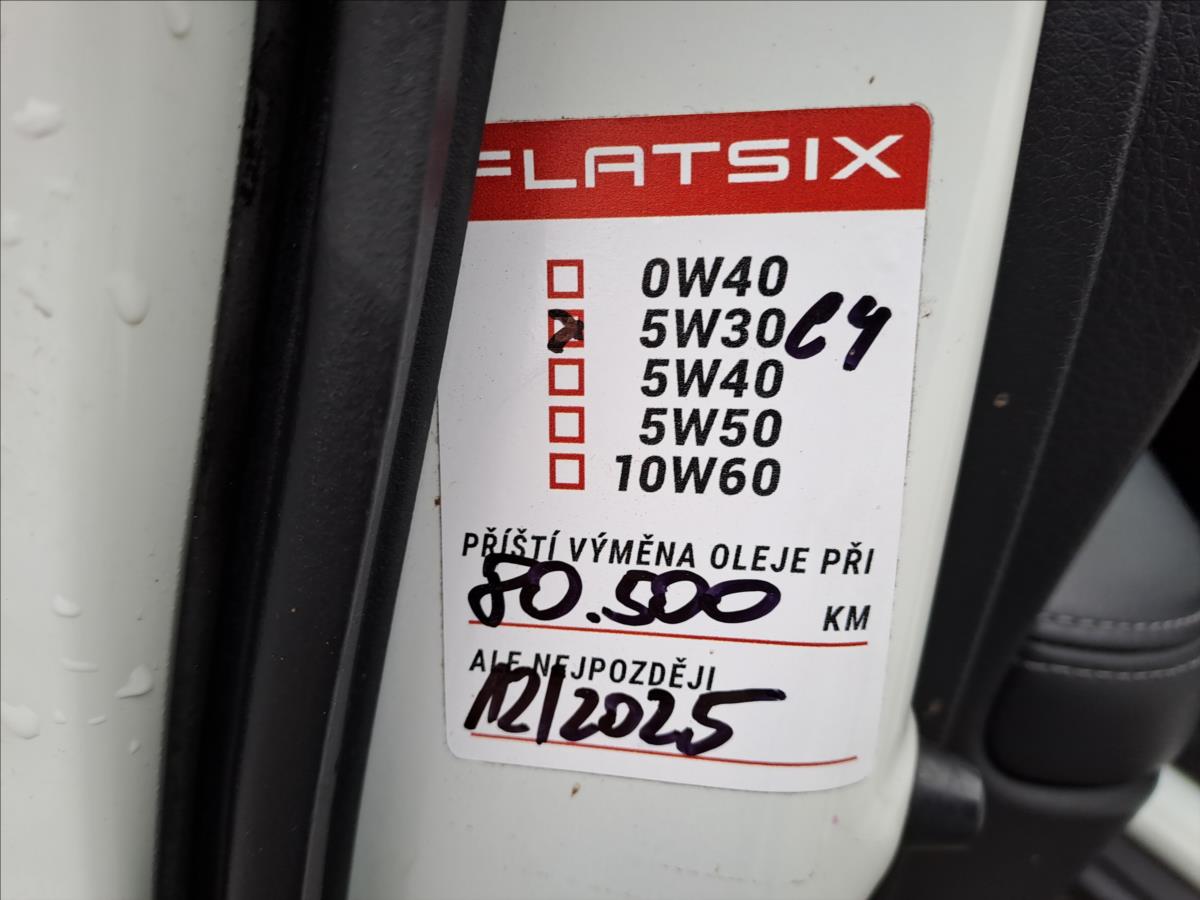 FLATSIX
0W40
5W30 C4
5W40
5W50
10W60
PŘÍŠTÍ VÝMĚNA OLEJE PŘI
80.500 KM
ALE NEJPOZDĚJI
12/2025